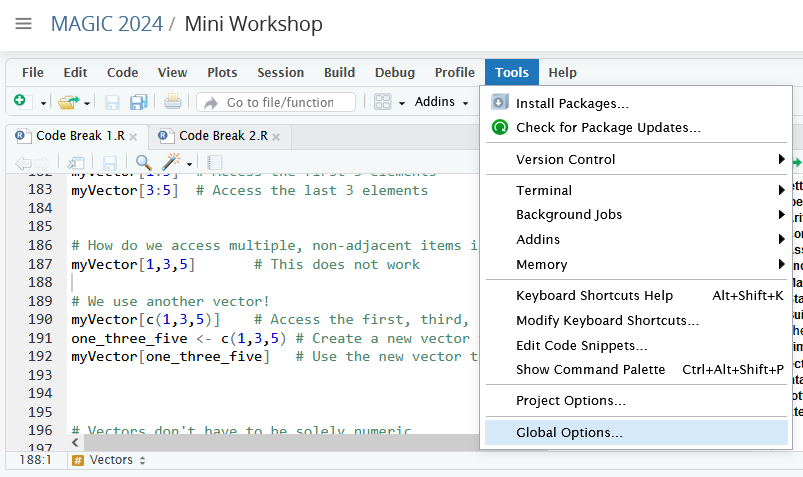 MAGIC 2024 / Mini Workshop
File Edit Code View Plots Session Build Debug Profile Tools Help
Go to file/function Addins
Code Break 1.R Code Break 2.R
183 myVector[3:5] # Access the last 3 elements
184
185
186 # How do we access multiple, non-adjacent items i
187 myVector[1,3,5] # This does not work
188
189 # We use another vector!
190 myVector[c(1,3,5)] # Access the first, third,
191 one_three_five <- c(1,3,5) # Create a new vector
192 myVector[one_three_five] # Use the new vector t
193
194
195
196 # Vectors don't have to be solely numeric
197
188:1 # Vectors
Install Packages...
Check for Package Updates...
Version Control
Terminal
Background Jobs
Addins
Memory
Keyboard Shortcuts Help Alt+Shift+K
Modify Keyboard Shortcuts...
Edit Code Snippets...
Show Command Palette Ctrl+Alt+Shift+P
Project Options...
Global Options...